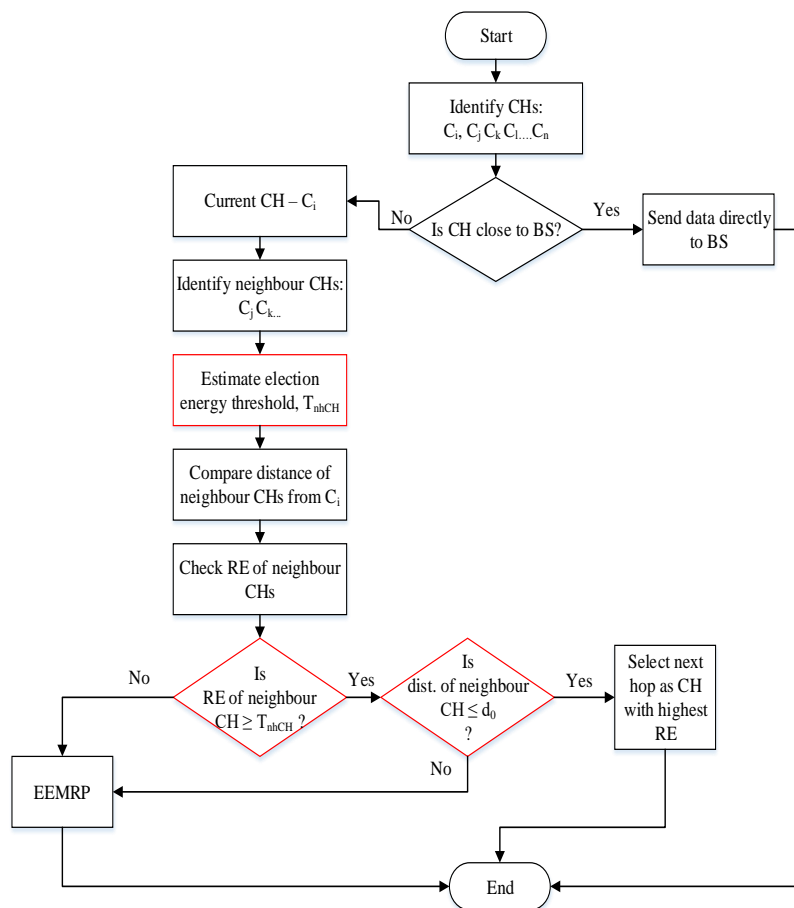 Start
Identify CHs:
Cᵢ, Cⱼ Cₖ Cₗ....Cₙ
Is CH close to BS?
No
Yes
Current CH – Cᵢ
Send data directly
to BS
Identify neighbour CHs:
Cⱼ Cₖ...
Estimate election
energy threshold, TnhCH
Compare distance of
neighbour CHs from Cᵢ
Check RE of neighbour
CHs
No
Is
RE of neighbour
CH ≥ TnhCH ?
Yes
Is
dist. of neighbour
CH ≤ d₀
?
Yes
Select next
hop as CH
with highest
RE
No
EEMRP
End